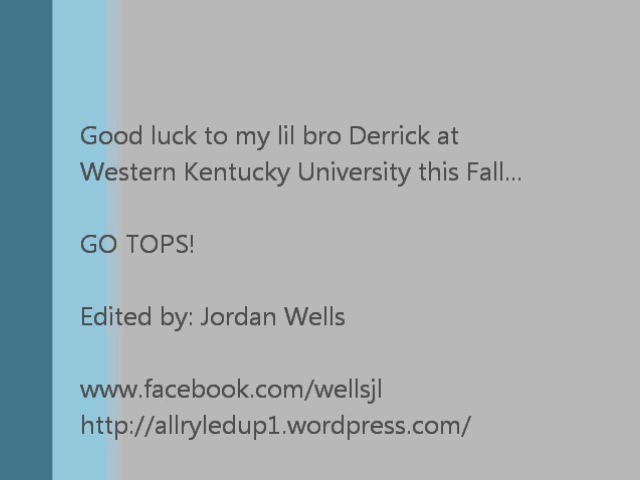 Good luck to my lil bro Derrick at
Western Kentucky University this Fall...
GO TOPS!
Edited by: Jordan Wells
www.facebook.com/wellsjl
http://allryledup1.wordpress.com/